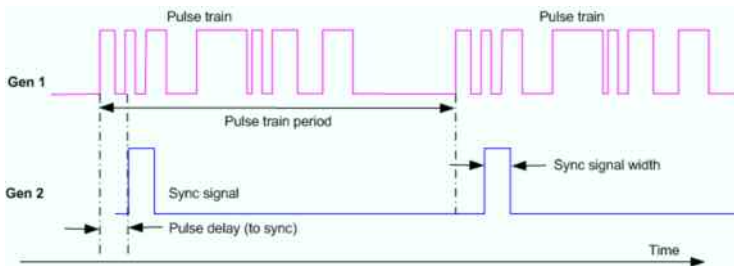 Pulse train
Pulse train
Gen 1
Pulse train period
Sync signal width
Gen 2
Sync signal
Pulse delay (to sync)
Time